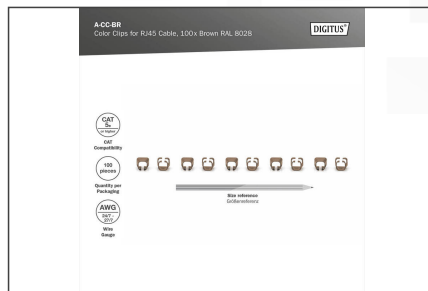 A-CC-BR
Color Clips for RJ45 Cable, 100x Brown RAL 8028
DIGITUS®
CAT
5e
or higher
CAT
Compatibility
100
pieces
Quantity per
Packaging
AWG
24/7 -
27/7
Wire
Gauge
Size reference
Größenreferenz